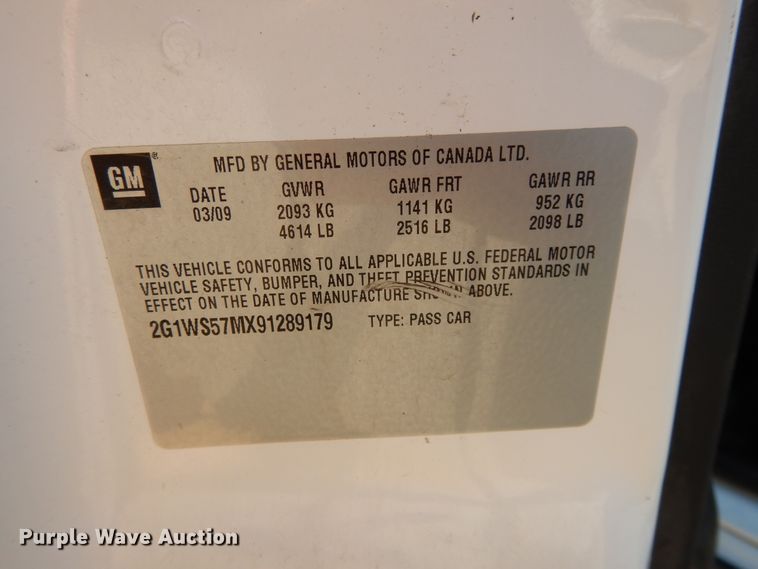 GM
MFD BY GENERAL MOTORS OF CANADA LTD.
DATE GVWR GAWR FRT GAWR RR
03/09 2093 KG 1141 KG 952 KG
4614 LB 2516 LB 2098 LB
THIS VEHICLE CONFORMS TO ALL APPLICABLE U.S. FEDERAL MOTOR
VEHICLE SAFETY, BUMPER, AND THEFT PREVENTION STANDARDS IN
EFFECT ON THE DATE OF MANUFACTURE SHOWN ABOVE.
2G1WS57MX91289179 TYPE: PASS CAR
Purple Wave Auction